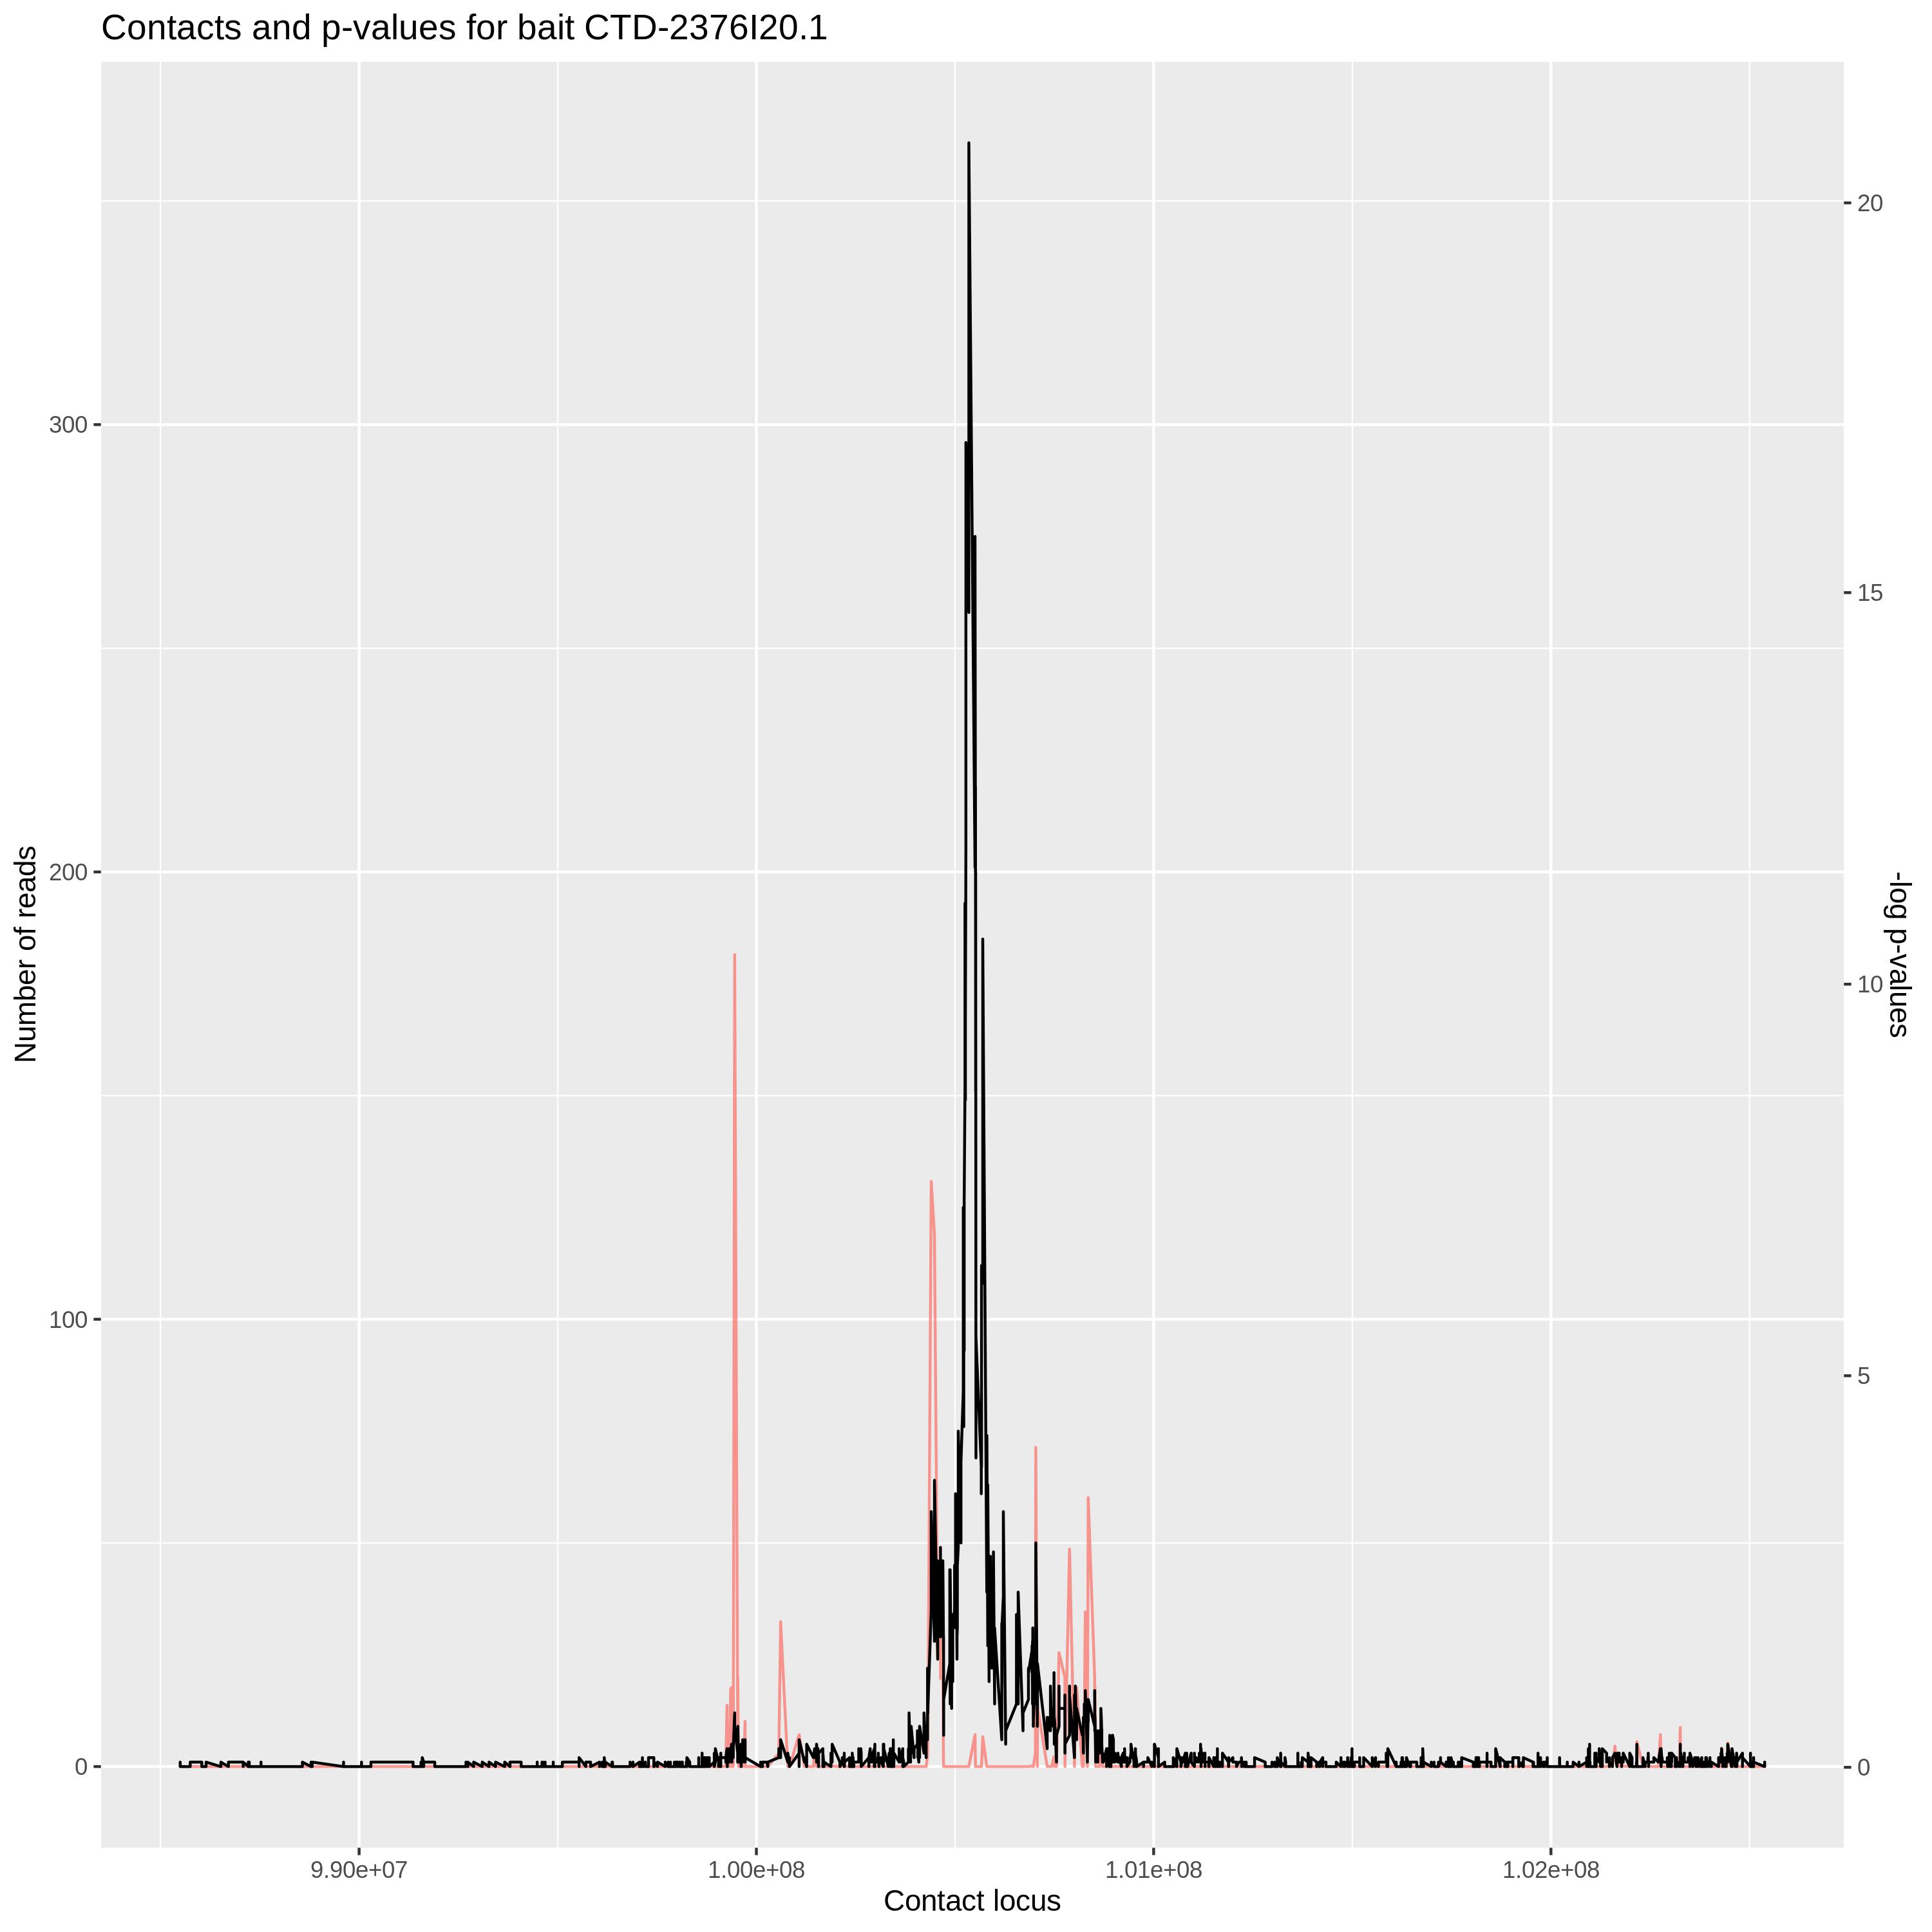 Contacts and p-values for bait CTD-2376I20.1
Number of reads
300
200
100
0
20
15
10
5
0
-log p-values
9.90e+07
1.00e+08
1.01e+08
1.02e+08
Contact locus